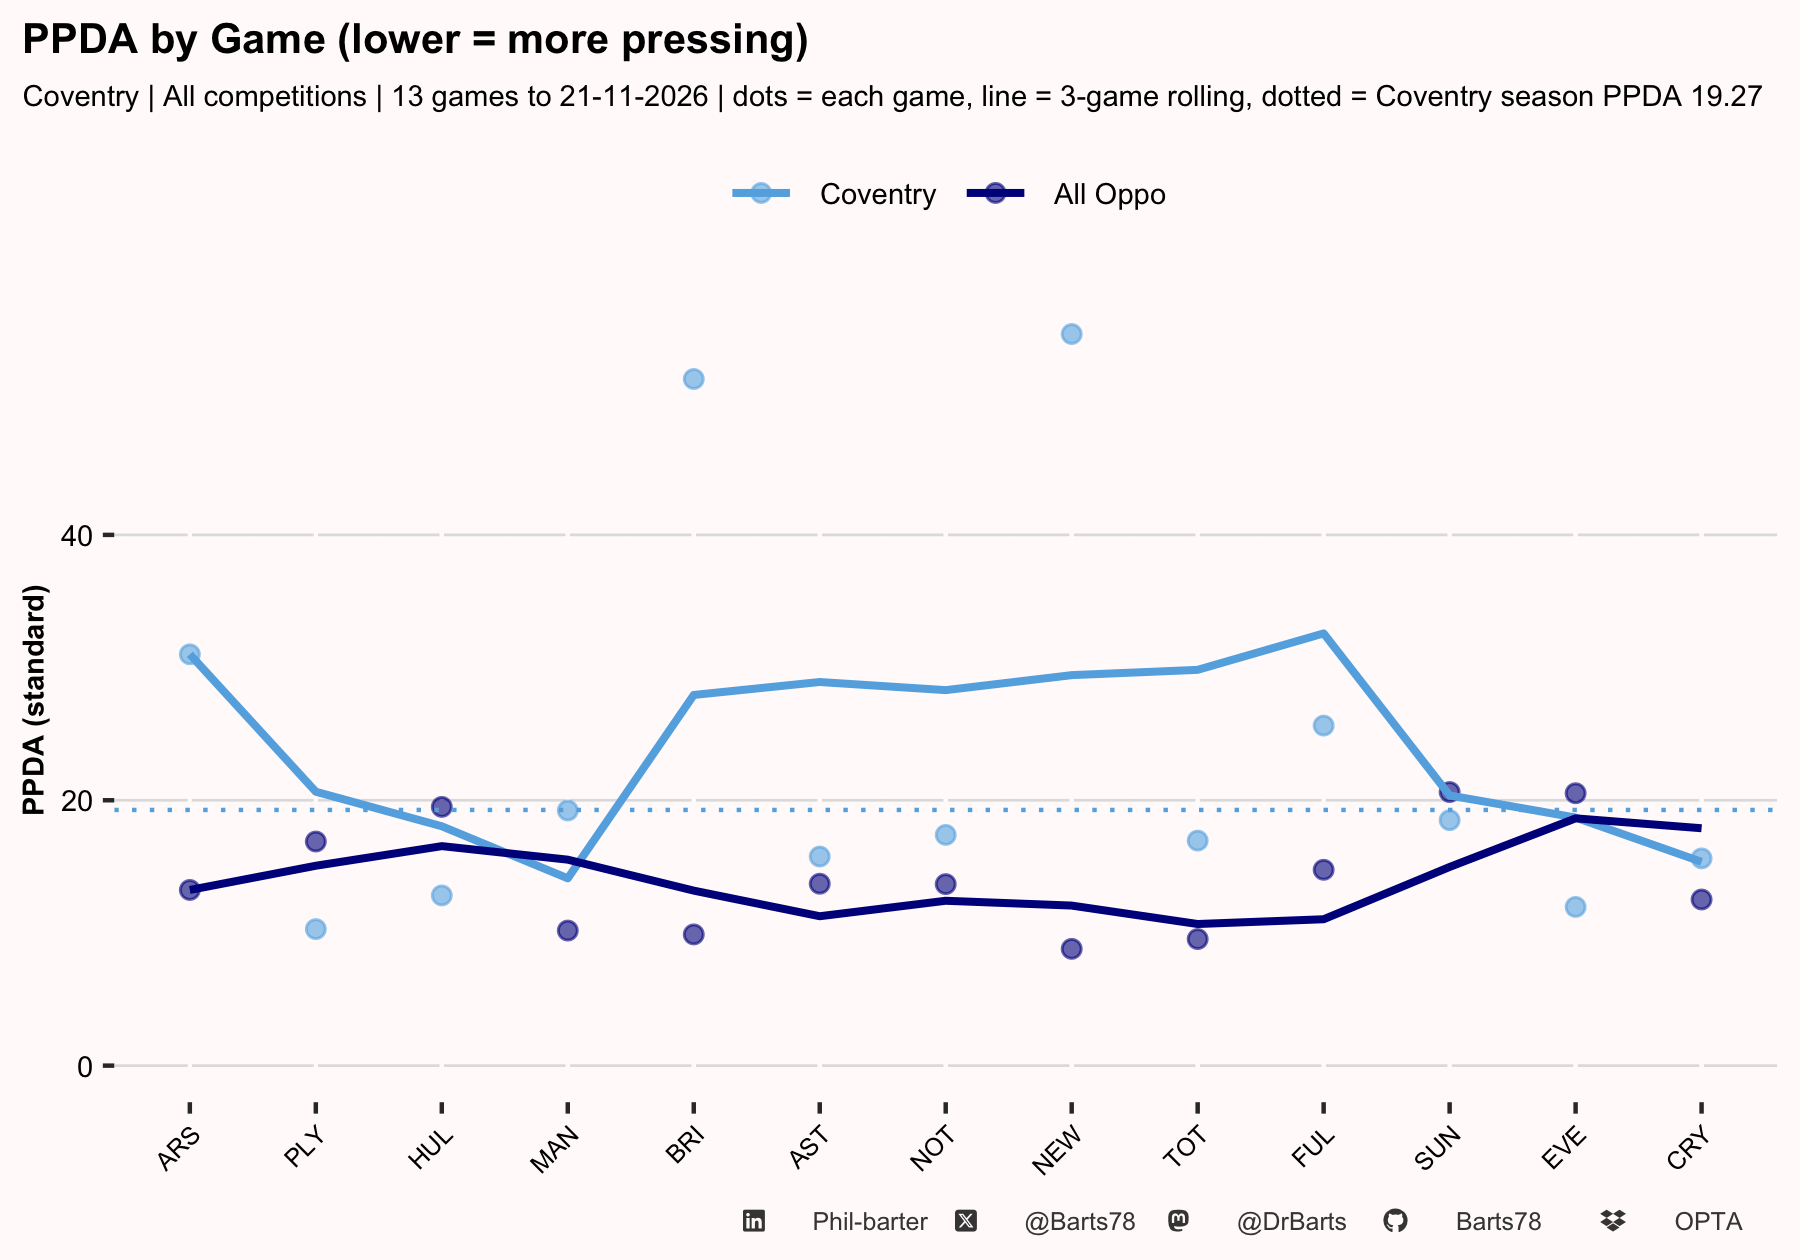 PPDA by Game (lower = more pressing)
Coventry | All competitions | 13 games to 21-11-2026 | dots = each game, line = 3-game rolling, dotted = Coventry season PPDA 19.27
Coventry All Oppo
PPDA (standard)
40
20
0
ARS PLY HUL MAN BRI AST NOT NEW TOT FUL SUN EVE CRY
Phil-barter @Barts78 @DrBarts Barts78 OPTA